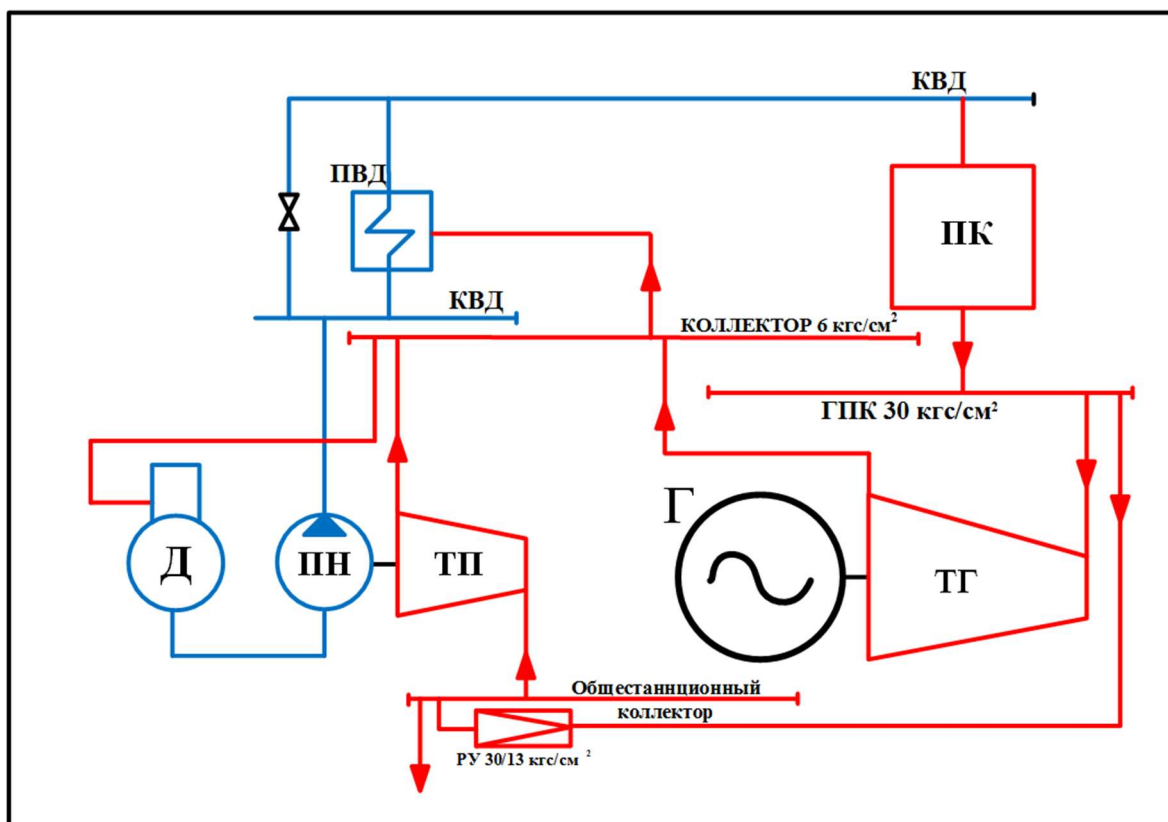 КВД
ПВД
ПК
КВД
КОЛЛЕКТОР 6 кгс/см²
ГПК 30 кгс/см²
Г
Д
ПН
ТП
ТГ
Общестаннционный
коллектор
РУ 30/13 кгс/см ²